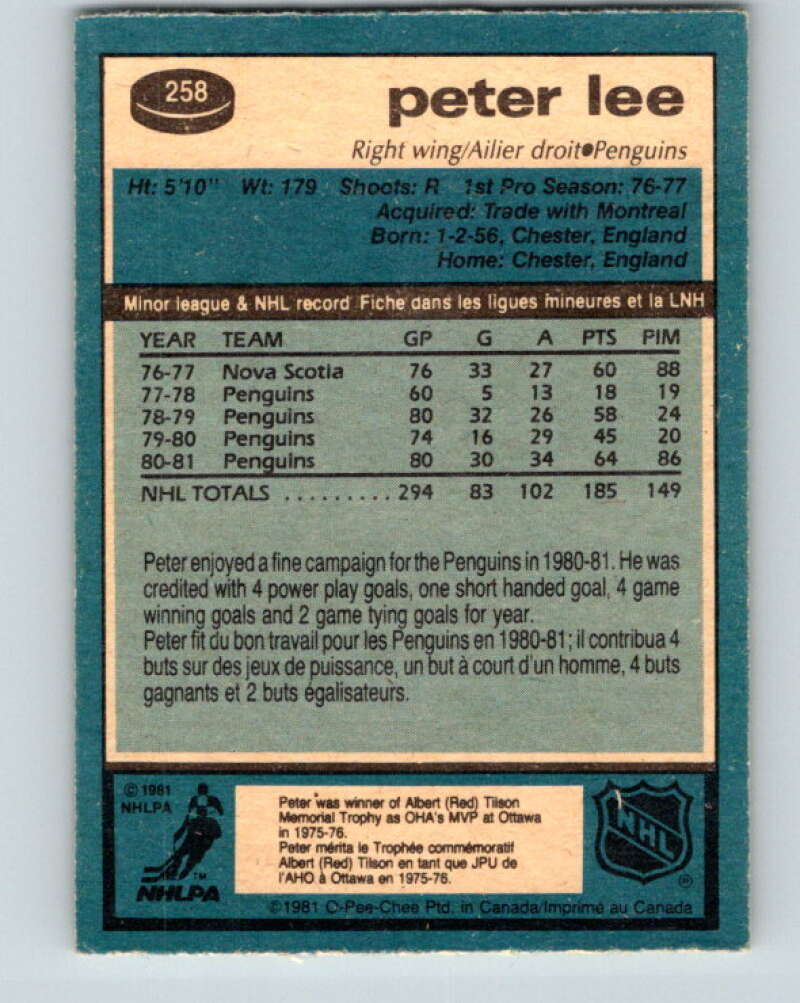 258
peter lee
Right wing/Ailier droit●Penguins
Ht: 5'10" Wt: 179 Shoots: R 1st Pro Season: 76-77
Acquired: Trade with Montreal
Born: 1-2-56, Chester, England
Home: Chester, England
Minor league & NHL record Fiche dans les ligues mineures et la LNH
YEAR TEAM GP G A PTS PIM
76-77 Nova Scotia 76 33 27 60 88
77-78 Penguins 60 5 13 18 19
78-79 Penguins 80 32 26 58 24
79-80 Penguins 74 16 29 45 20
80-81 Penguins 80 30 34 64 86
NHL TOTALS .......... 294 83 102 185 149
Peter enjoyed a fine campaign for the Penguins in 1980-81. He was
credited with 4 power play goals, one short handed goal, 4 game
winning goals and 2 game tying goals for year.
Peter fit du bon travail pour les Penguins en 1980-81; il contribua 4
buts sur des jeux de puissance, un but à court d'un homme, 4 buts
gagnants et 2 buts égalisateurs.
© 1981
NHLPA
TM
NHLPA
Peter was winner of Albert (Red) Tilson
Memorial Trophy as OHA's MVP at Ottawa
in 1975-76.
Peter mérita le Trophée commémoratif
Albert (Red) Tilson en tant que JPU de
l'AHO à Ottawa en 1975-76.
NHL
®
©1981 O-Pee-Chee Ptd. in Canada/Imprimé au Canada